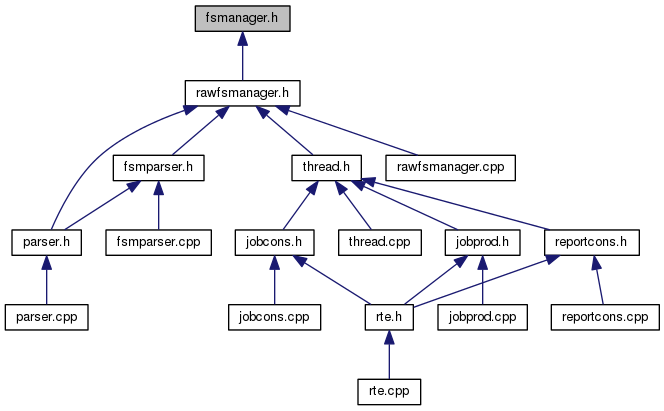 fsmanager.h
rawfsmanager.h
fsmparser.h
thread.h
rawfsmanager.cpp
parser.h
fsmparser.cpp
jobcons.h
thread.cpp
jobprod.h
reportcons.h
parser.cpp
jobcons.cpp
rte.h
jobprod.cpp
reportcons.cpp
rte.cpp